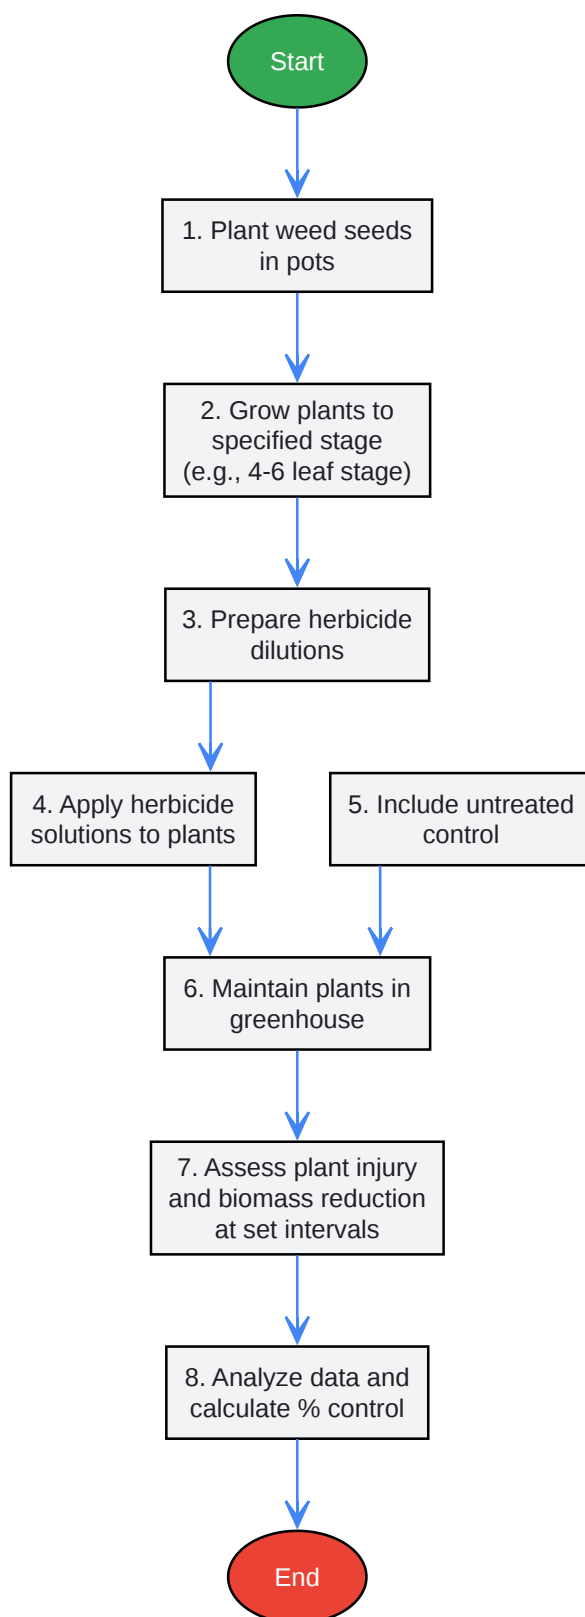 Start
1. Plant weed seeds
in pots
2. Grow plants to
specified stage
(e.g., 4-6 leaf stage)
3. Prepare herbicide
dilutions
4. Apply herbicide
solutions to plants
5. Include untreated
control
6. Maintain plants in
greenhouse
7. Assess plant injury
and biomass reduction
at set intervals
8. Analyze data and
calculate % control
End